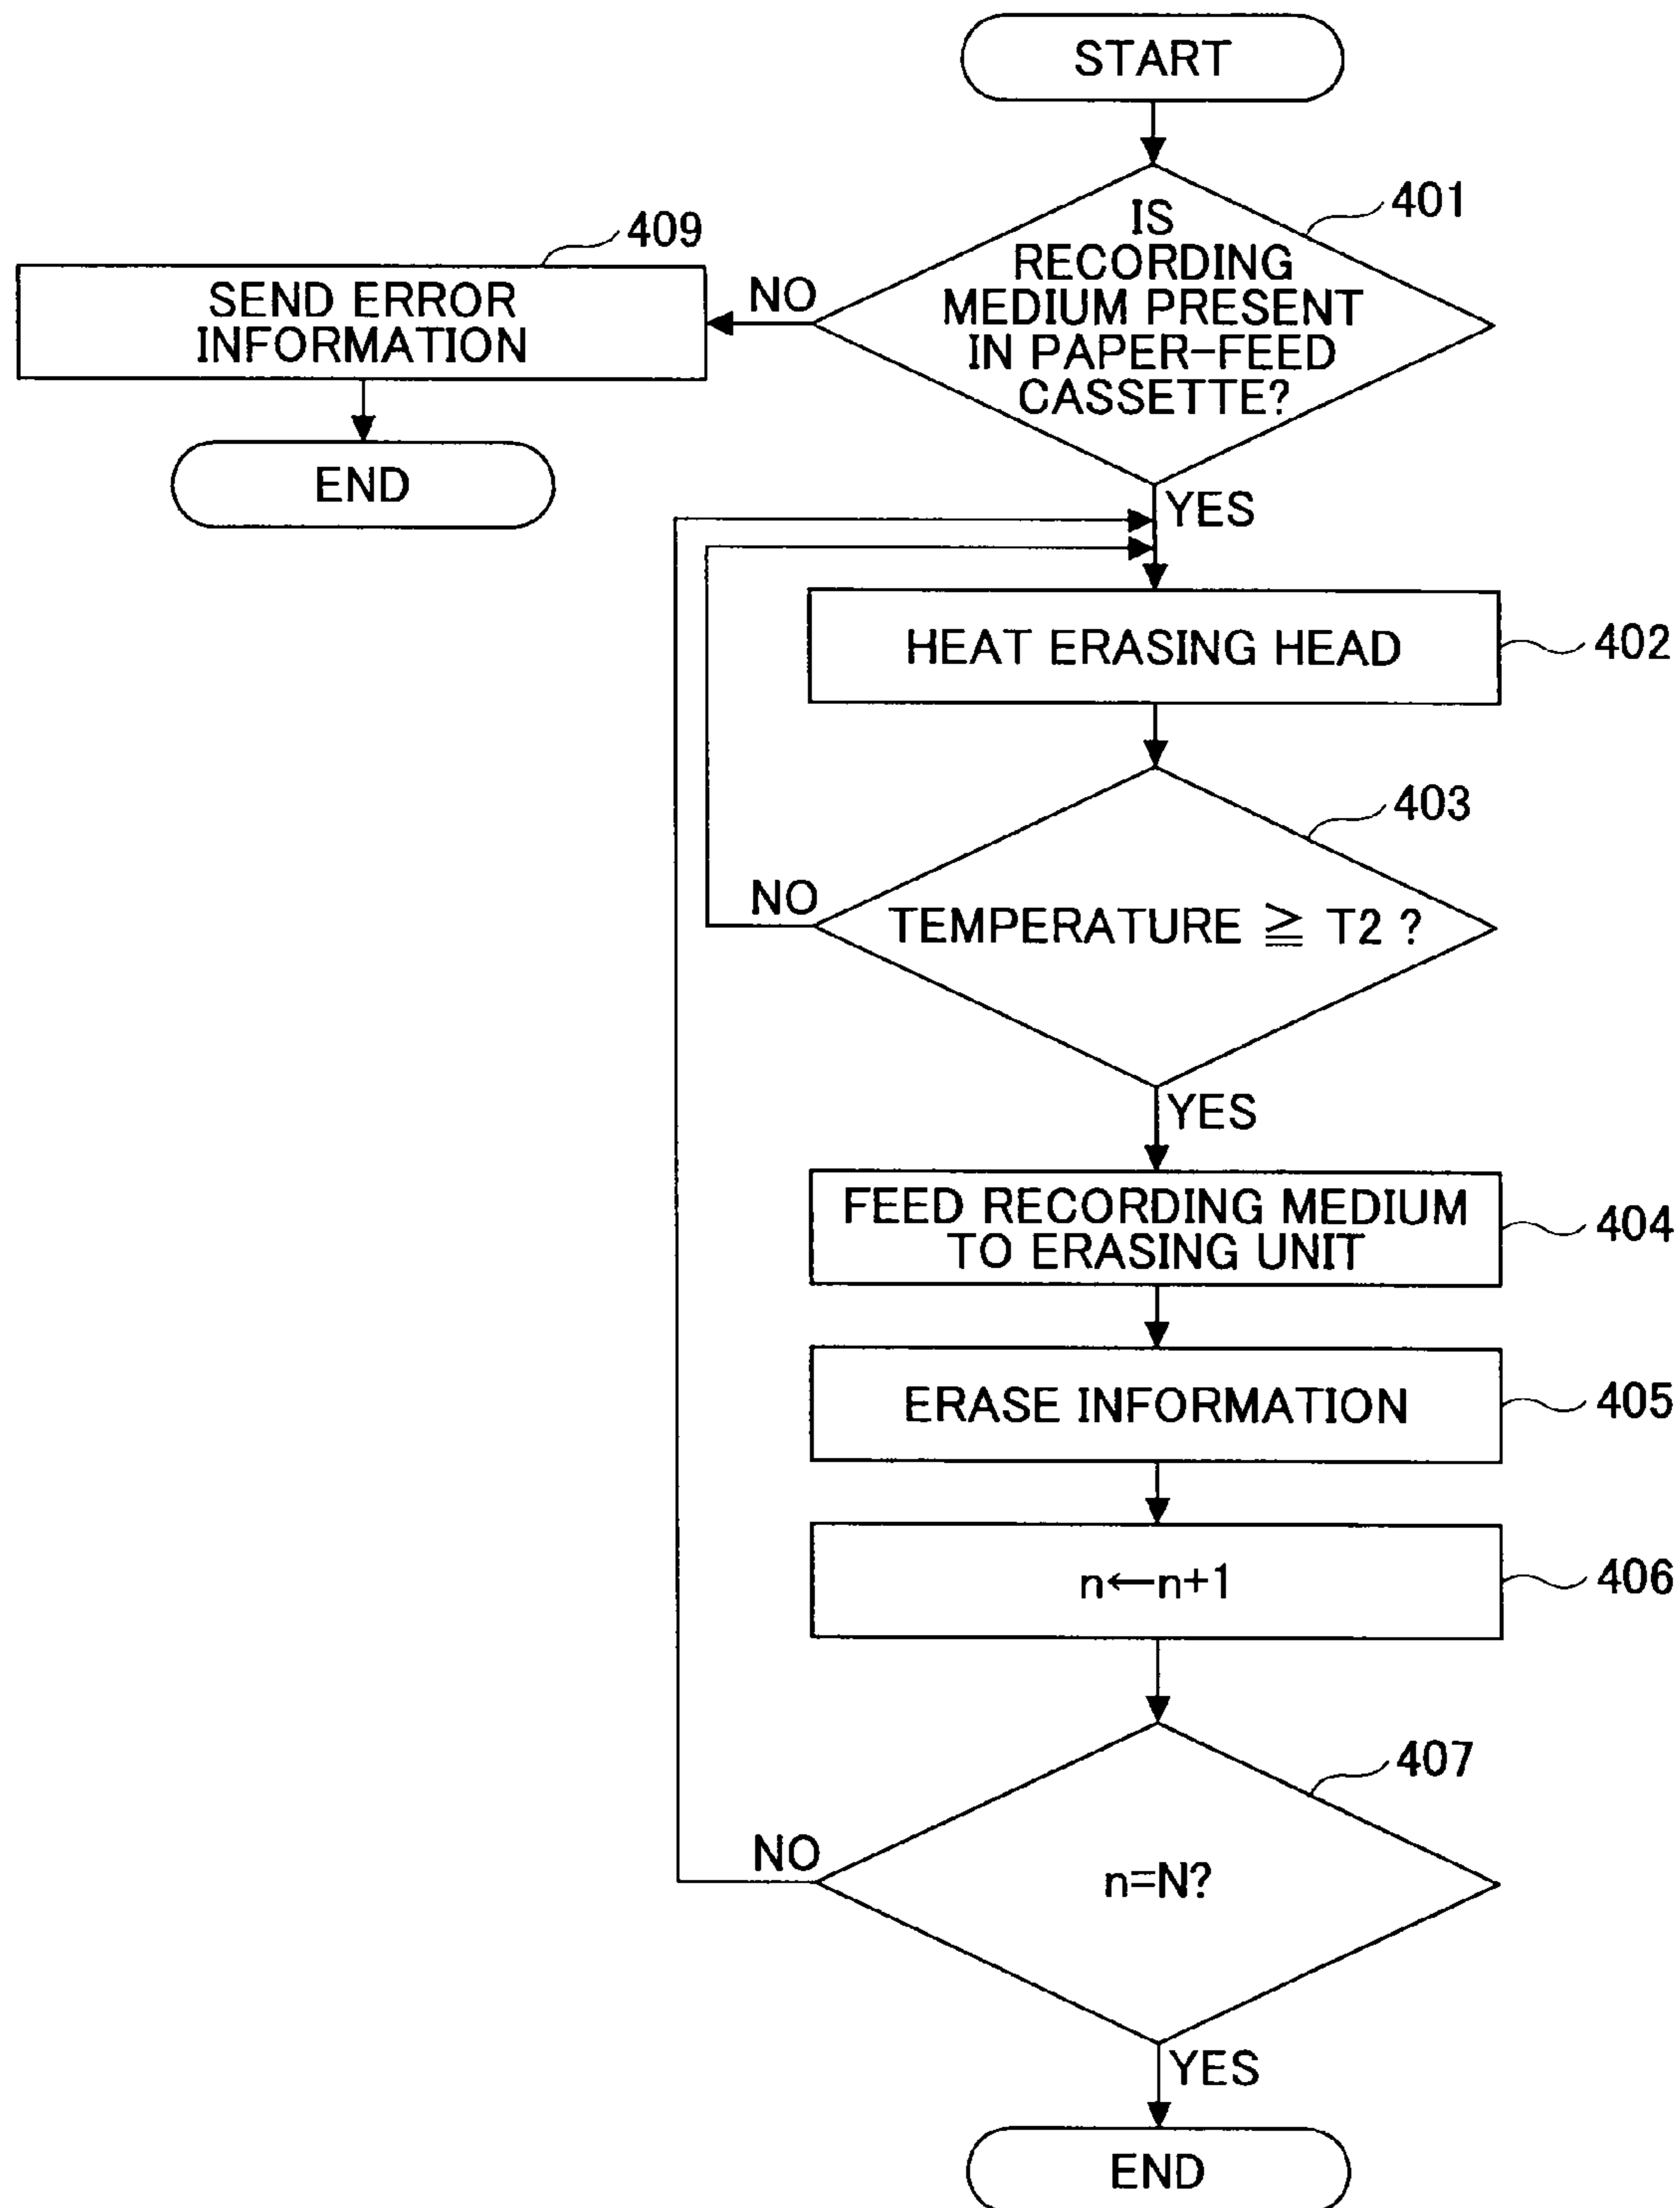 START
401
IS
RECORDING
MEDIUM PRESENT
IN PAPER-FEED
CASSETTE?
NO
409
SEND ERROR
INFORMATION
END
YES
HEAT ERASING HEAD
402
403
TEMPERATURE ≧ T2 ?
NO
YES
FEED RECORDING MEDIUM
TO ERASING UNIT
404
ERASE INFORMATION
405
n←n+1
406
407
n=N?
NO
YES
END